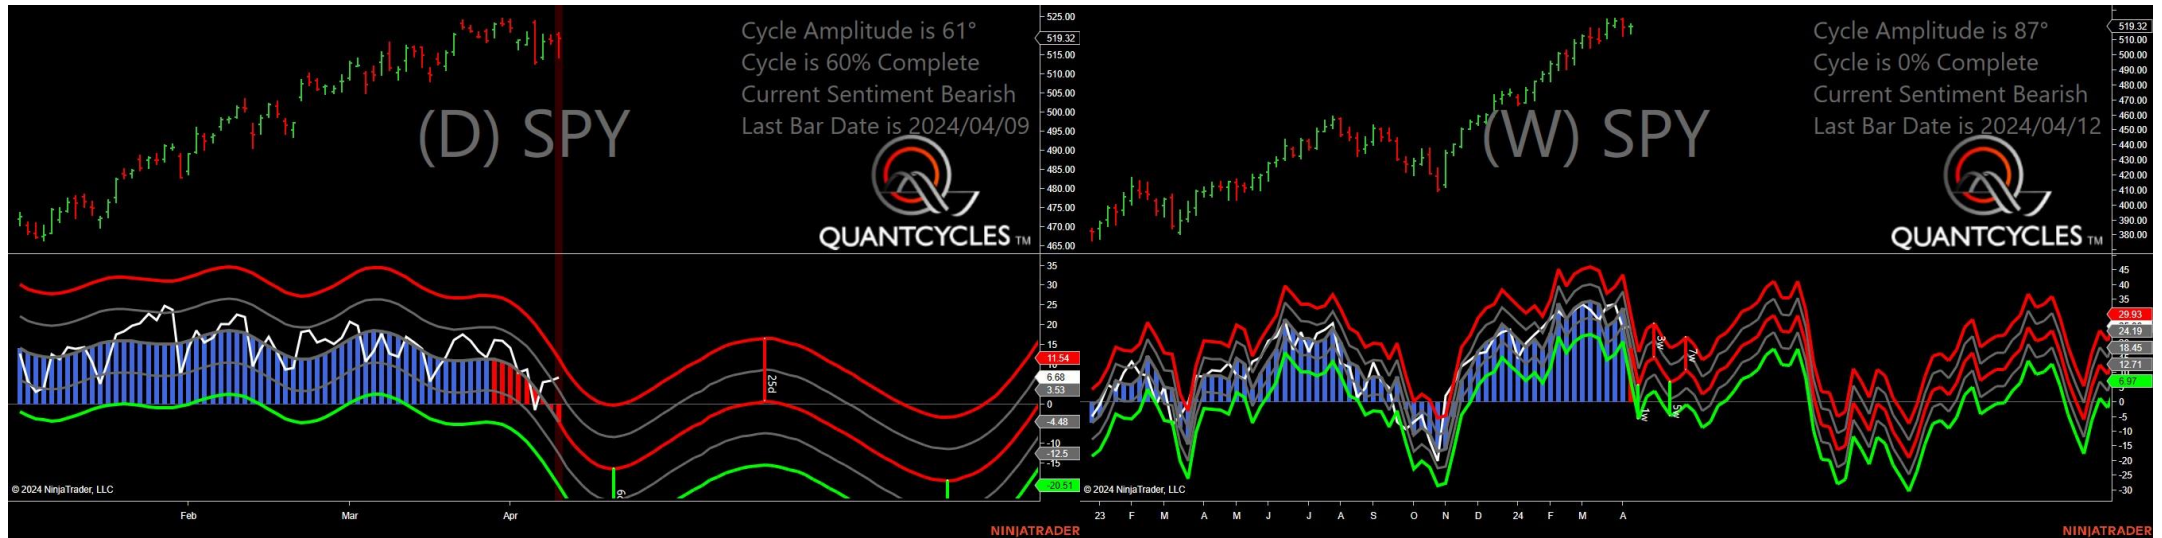 Cycle Amplitude is 61°
Cycle is 60% Complete
Current Sentiment Bearish
Last Bar Date is 2024/04/09
(D) SPY
QUANTCYCLES TM
525.00
519.32
515.00
510.00
505.00
500.00
495.00
490.00
485.00
480.00
475.00
470.00
465.00
35
30
25
20
15
11.54
6.68
3.53
0
-4.48
-10
-12.5
-15
-20.51
25d
© 2024 NinjaTrader, LLC
Feb Mar Apr
NINJATRADER
Cycle Amplitude is 87°
Cycle is 0% Complete
Current Sentiment Bearish
Last Bar Date is 2024/04/12
(W) SPY
QUANTCYCLES TM
519.32
510.00
500.00
490.00
480.00
470.00
460.00
450.00
440.00
430.00
420.00
410.00
400.00
390.00
380.00
45
40
35
29.93
24.19
18.45
12.71
6.97
0
-5
-10
-15
-20
-25
-30
3w
7w
1w
5w
© 2024 NinjaTrader, LLC
23 F M A M J J A S O N D 24 F M A
NINJATRADER